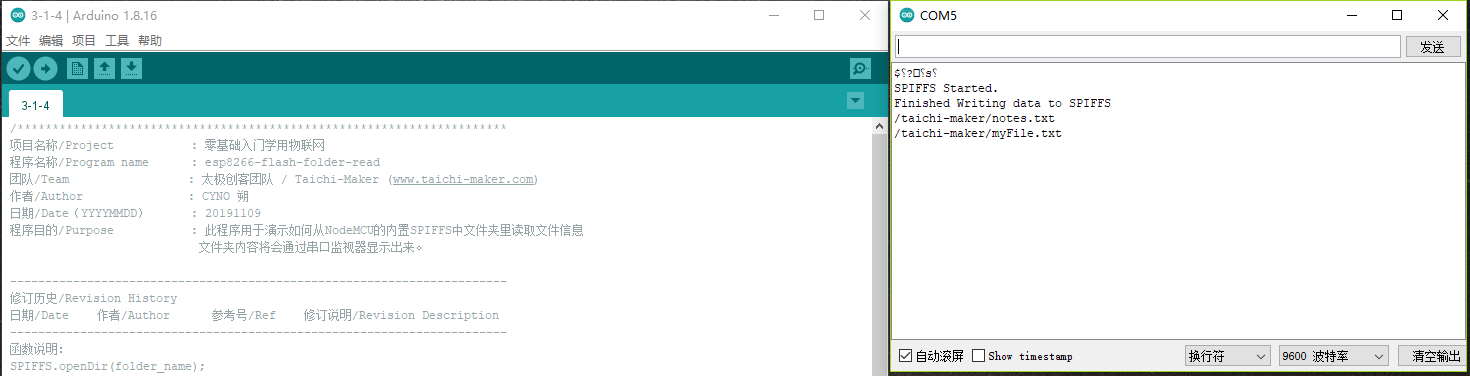 3-1-4 | Arduino 1.8.16
文件 编辑 项目 工具 帮助
3-1-4
/**********************************************************************
项目名称/Project : 零基础入门学用物联网
程序名称/Program name : esp8266-flash-folder-read
团队/Team : 太极创客团队 / Taichi-Maker (www.taichi-maker.com)
作者/Author : CYNO 朔
日期/Date（YYYYMMDD） : 20191109
程序目的/Purpose : 此程序用于演示如何从NodeMCU的内置SPIFFS中文件夹里读取文件信息
文件夹内容将会通过串口监视器显示出来。
-----------------------------------------------------------------------
修订历史/Revision History
日期/Date 作者/Author 参考号/Ref 修订说明/Revision Description
-----------------------------------------------------------------------
函数说明:
SPIFFS.openDir(folder_name);
COM5
发送
SPIFFS Started.
Finished Writing data to SPIFFS
/taichi-maker/notes.txt
/taichi-maker/myFile.txt
自动滚屏 Show timestamp 换行符 9600 波特率 清空输出